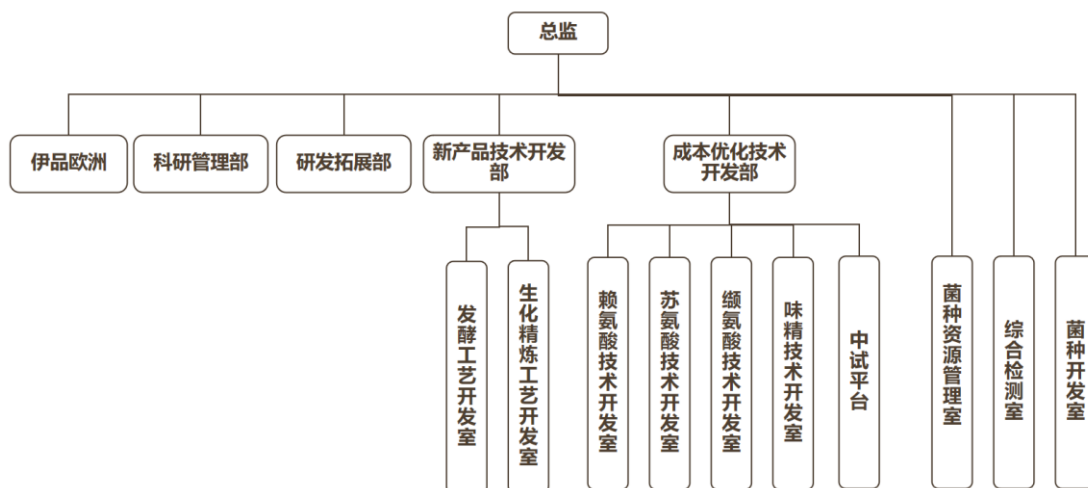 总监
伊品欧洲
科研管理部
研发拓展部
新产品技术开发
部
成本优化技术
开发部
发酵工艺开发室
生化精炼工艺开发室
赖氨酸技术开发室
苏氨酸技术开发室
缬氨酸技术开发室
味精技术开发室
中试平台
菌种资源管理室
综合检测室
菌种开发室